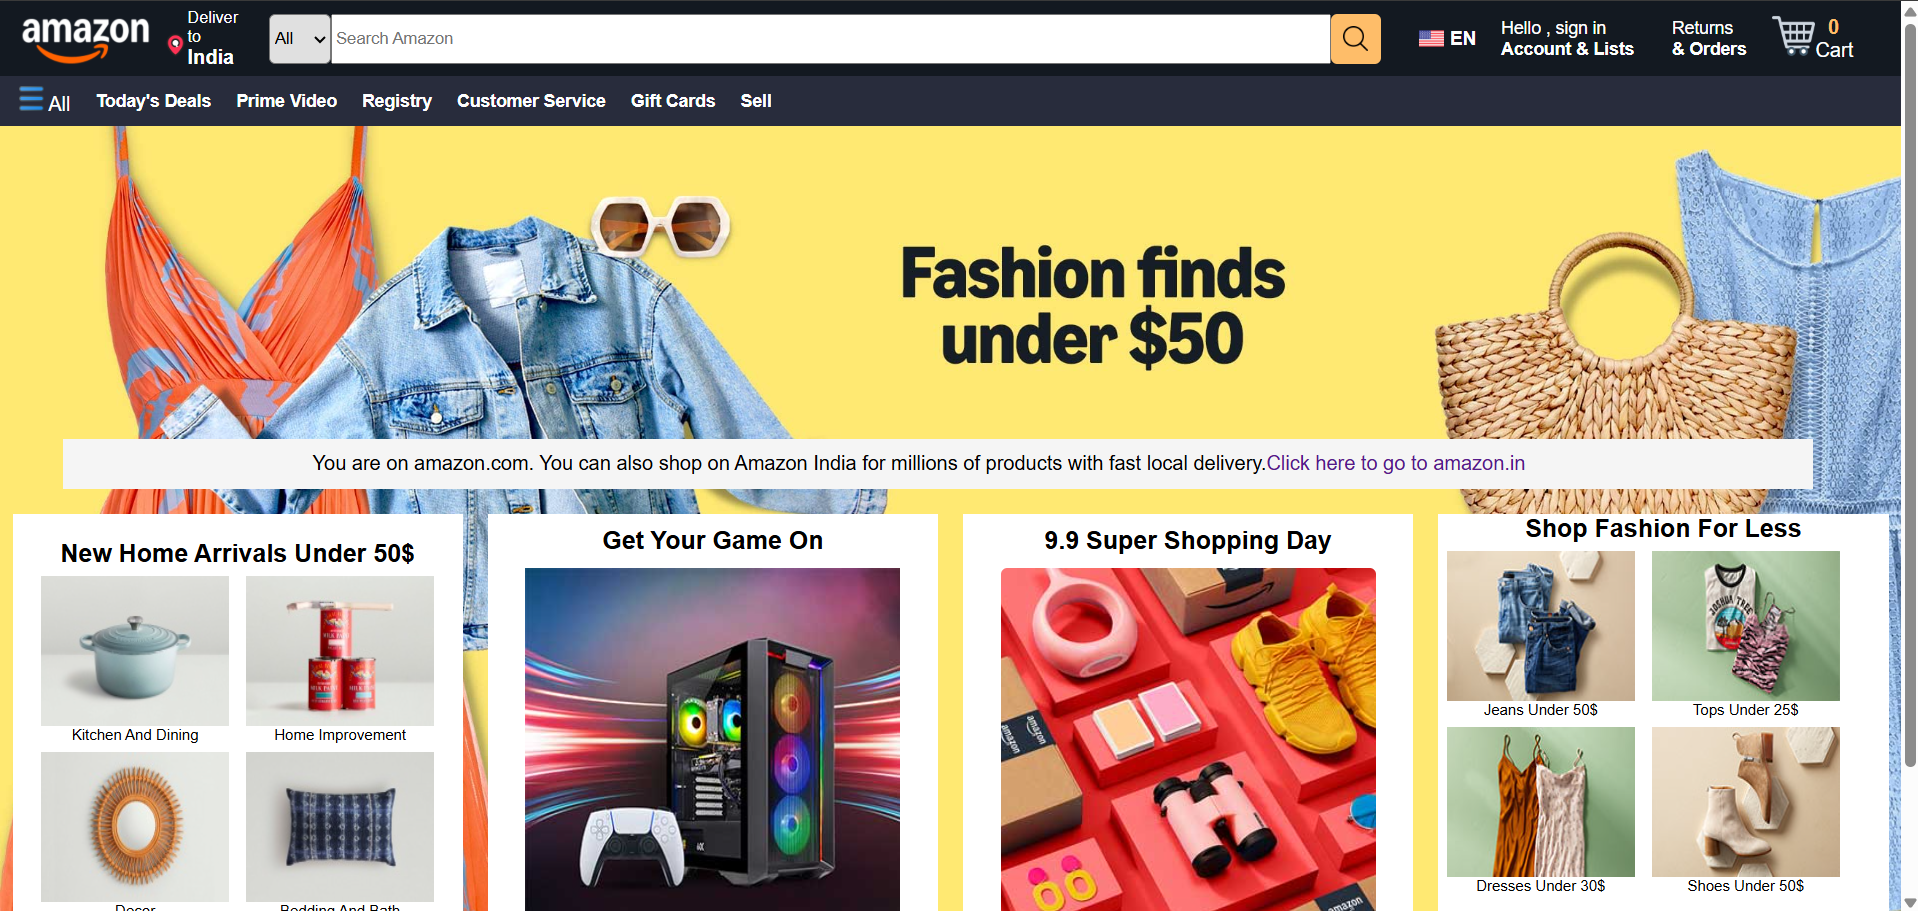 amazon
Deliver
to
India
All
Search Amazon
EN
Hello , sign in
Account & Lists
Returns
& Orders
0
Cart
All
Today's Deals
Prime Video
Registry
Customer Service
Gift Cards
Sell
Fashion finds
under $50
You are on amazon.com. You can also shop on Amazon India for millions of products with fast local delivery.Click here to go to amazon.in
New Home Arrivals Under 50$
Kitchen And Dining
Home Improvement
Decor
Bedding And Bath
Get Your Game On
9.9 Super Shopping Day
amazon
amazon
amazon
Shop Fashion For Less
Jeans Under 50$
JOSHUA TREE
Tops Under 25$
Dresses Under 30$
Shoes Under 50$